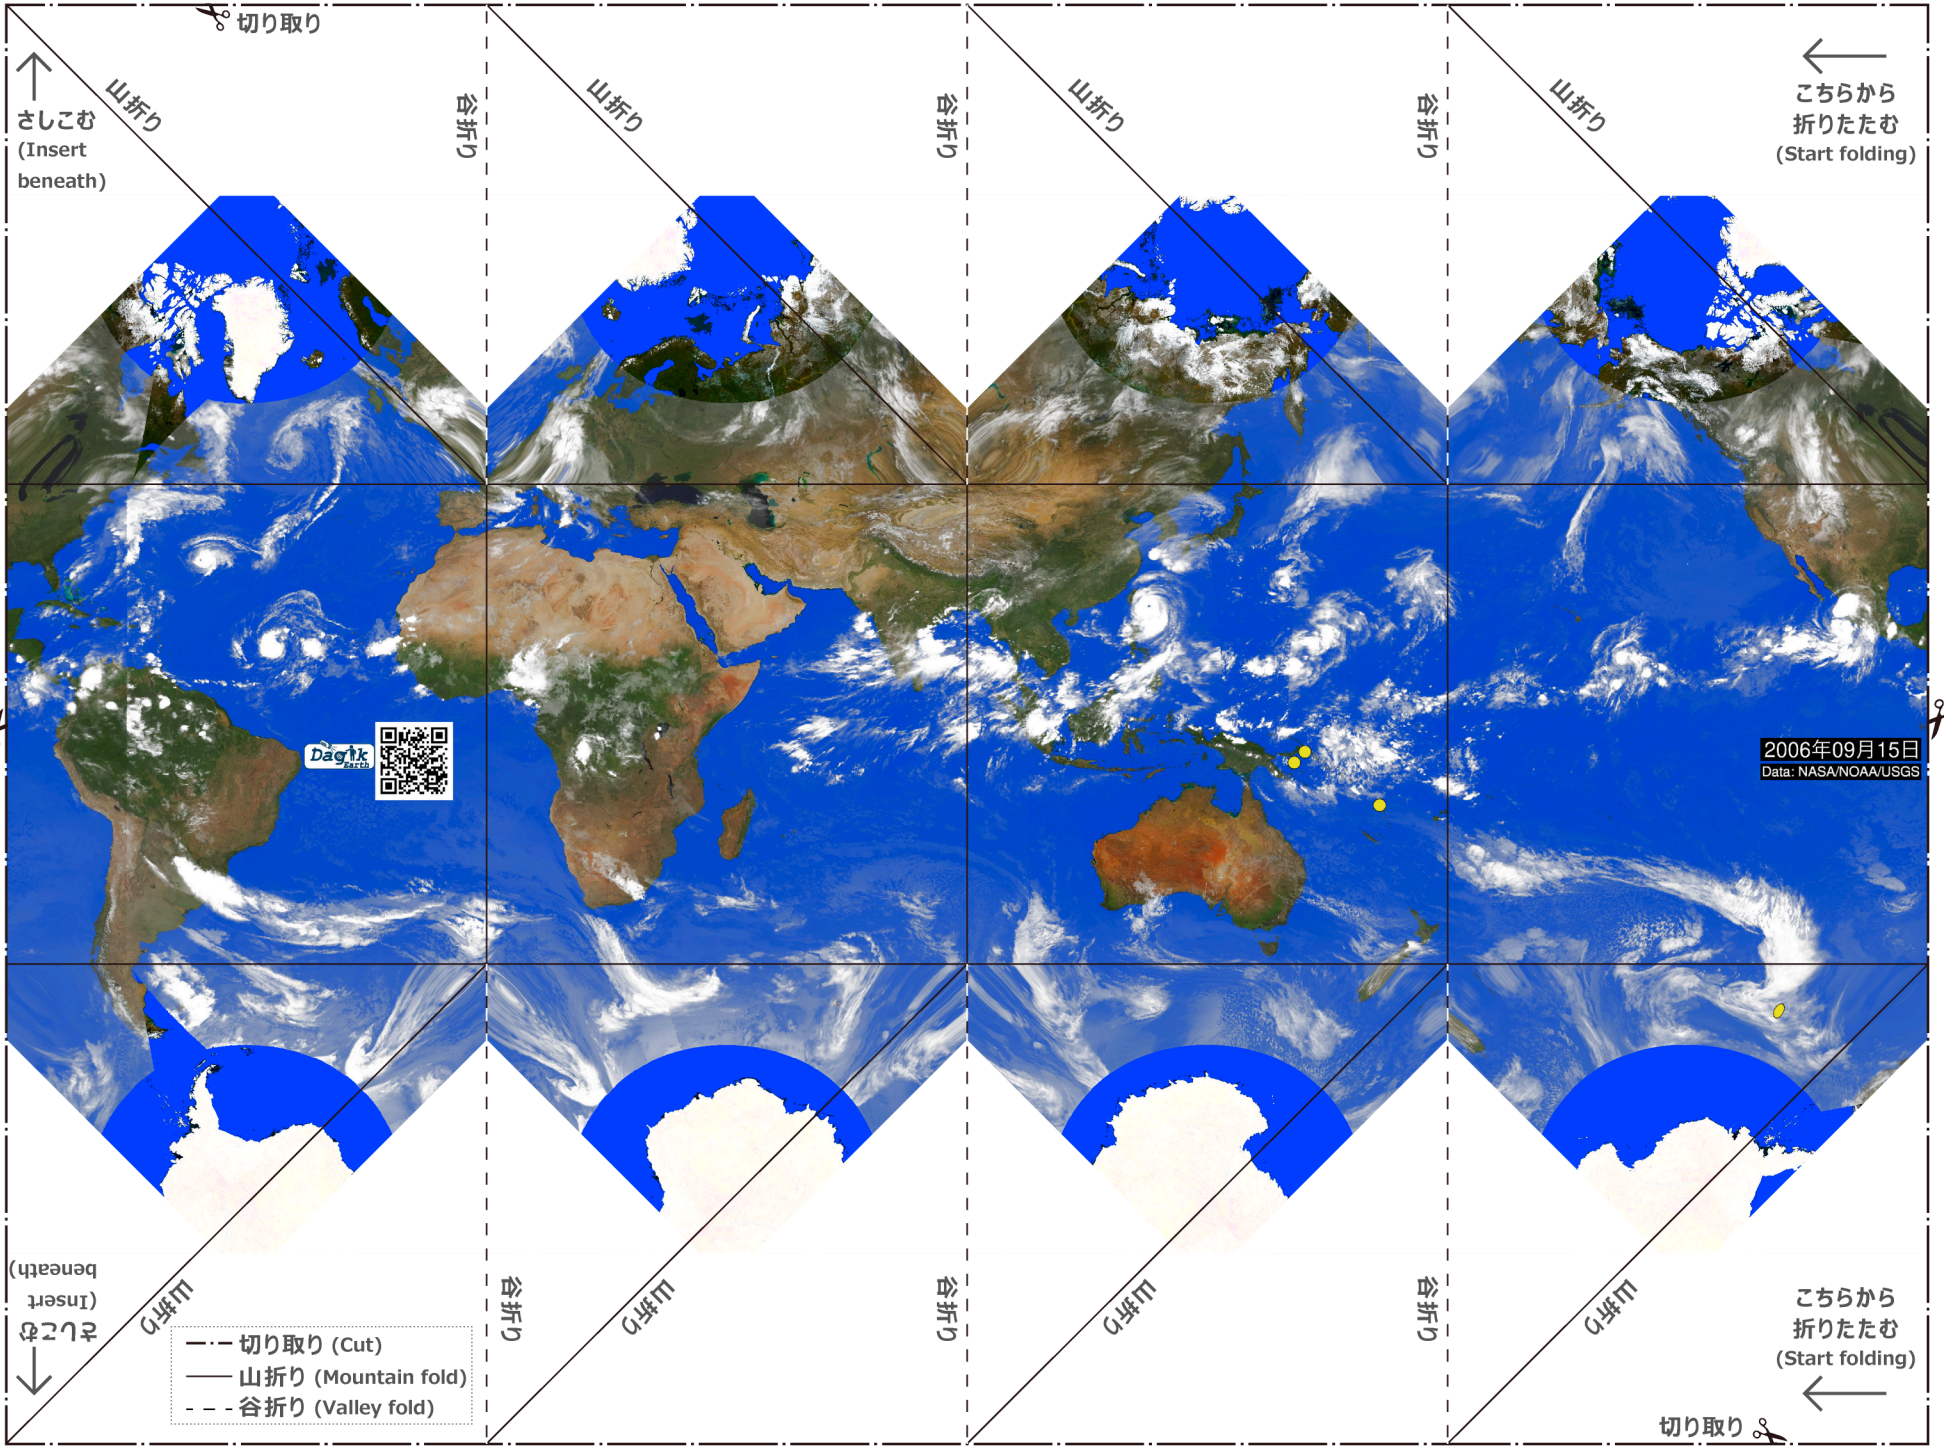 切り取り
山折り
谷折り
山折り
谷折り
山折り
谷折り
山折り
さしこむ
(Insert
beneath)
こちらから
折りたたむ
(Start folding)
Dagik
Earth
2006年09月15日
Data: NASA/NOAA/USGS
さしこむ
(Insert
beneath)
山折り
谷折り
山折り
谷折り
山折り
谷折り
山折り
こちらから
折りたたむ
(Start folding)
切り取り (Cut)
山折り (Mountain fold)
谷折り (Valley fold)
切り取り